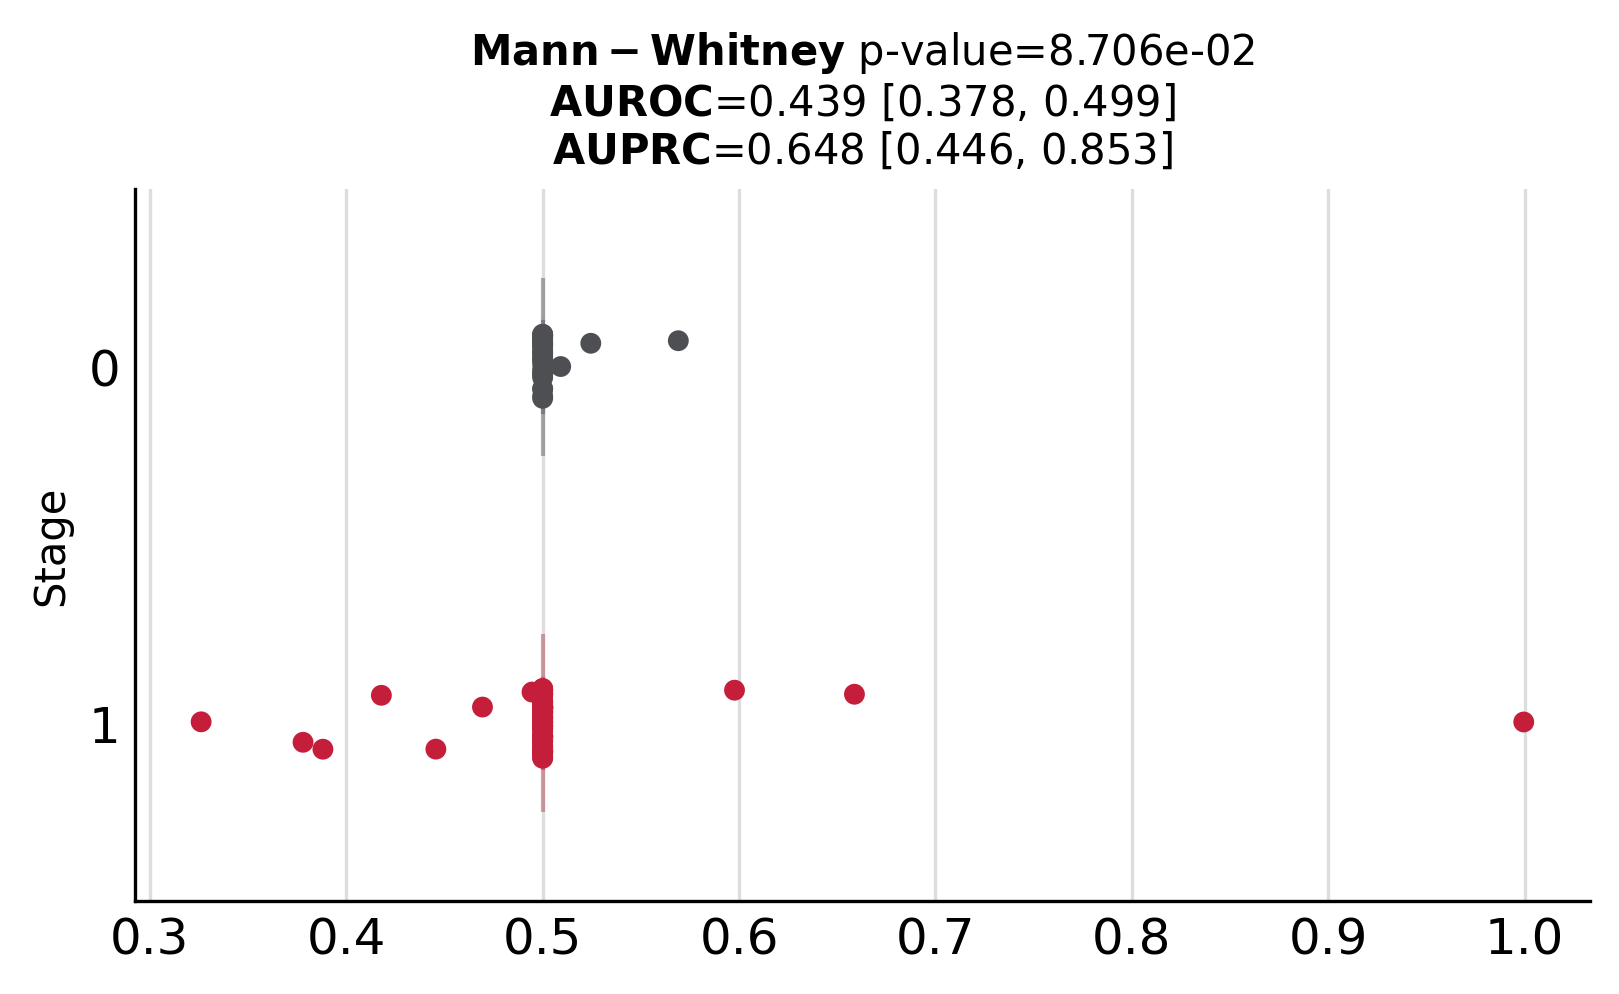 Mann−Whitney p-value=8.706e-02
AUROC=0.439 [0.378, 0.499]
AUPRC=0.648 [0.446, 0.853]
0
Stage
1
0.3 0.4 0.5 0.6 0.7 0.8 0.9 1.0